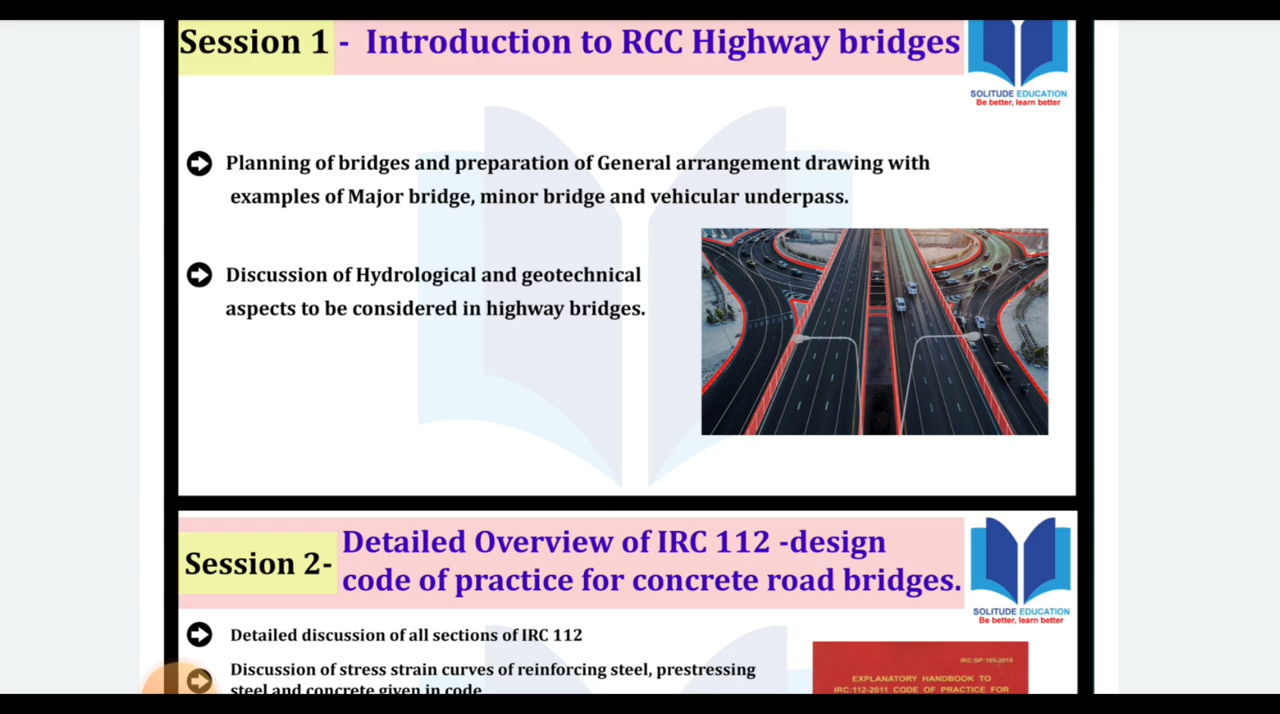 Session 1 - Introduction to RCC Highway bridges
SOLITUDE EDUCATION
Be better, learn better
Planning of bridges and preparation of General arrangement drawing with
examples of Major bridge, minor bridge and vehicular underpass.
Discussion of Hydrological and geotechnical
aspects to be considered in highway bridges.
Session 2-
Detailed Overview of IRC 112 -design
code of practice for concrete road bridges.
SOLITUDE EDUCATION
Be better, learn better
Detailed discussion of all sections of IRC 112
Discussion of stress strain curves of reinforcing steel, prestressing
steel and concrete given in code
IRC:SP:105-2015
EXPLANATORY HANDBOOK TO
IRC:112-2011 CODE OF PRACTICE FOR